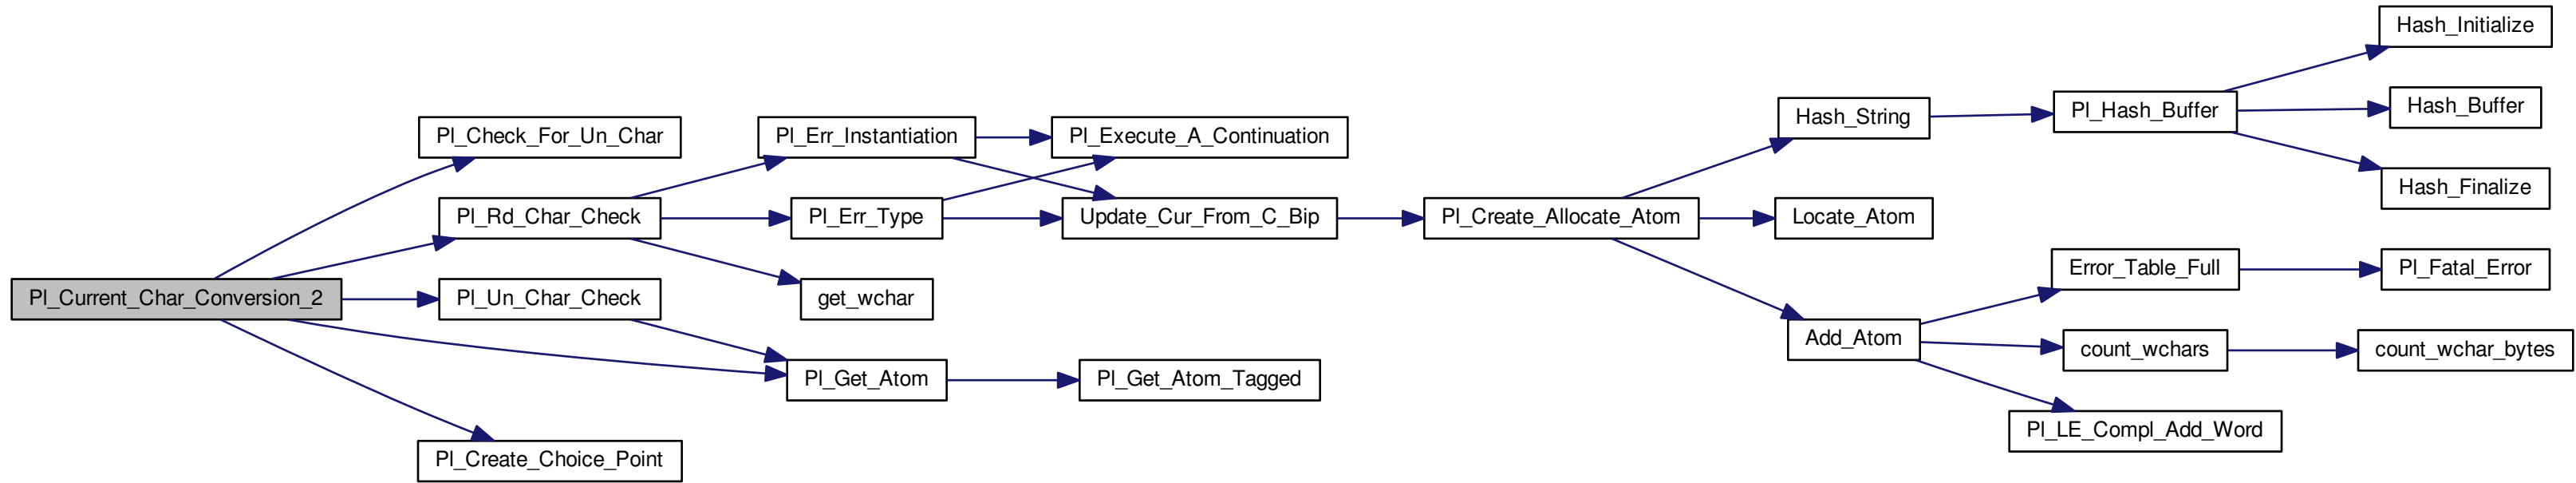 Pl_Current_Char_Conversion_2
Pl_Check_For_Un_Char
Pl_Rd_Char_Check
Pl_Un_Char_Check
Pl_Create_Choice_Point
Pl_Err_Instantiation
Pl_Err_Type
get_wchar
Pl_Get_Atom
Pl_Execute_A_Continuation
Update_Cur_From_C_Bip
Pl_Get_Atom_Tagged
Pl_Create_Allocate_Atom
Hash_String
Locate_Atom
Add_Atom
Pl_Hash_Buffer
Error_Table_Full
count_wchars
Pl_LE_Compl_Add_Word
Hash_Initialize
Hash_Buffer
Hash_Finalize
Pl_Fatal_Error
count_wchar_bytes